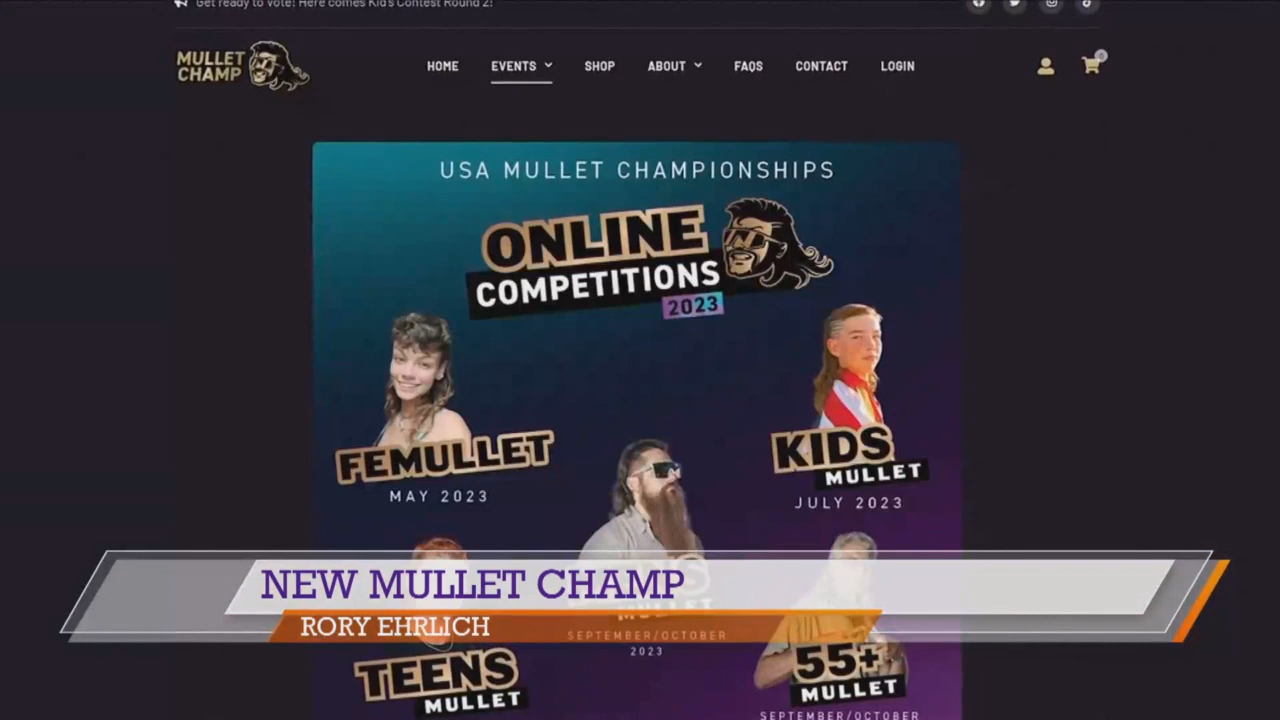 Get ready to vote! Here comes Kid's Contest Round 2!
MULLET
CHAMP
HOME EVENTS SHOP ABOUT FAQS CONTACT LOGIN
USA MULLET CHAMPIONSHIPS
ONLINE
COMPETITIONS
2023
FEMULLET
MAY 2023
KIDS
MULLET
JULY 2023
MULLET
SEPTEMBER/OCTOBER
2023
NEW MULLET CHAMP
RORY EHRLICH
TEENS
MULLET
55+
MULLET
SEPTEMBER/OCTOBER